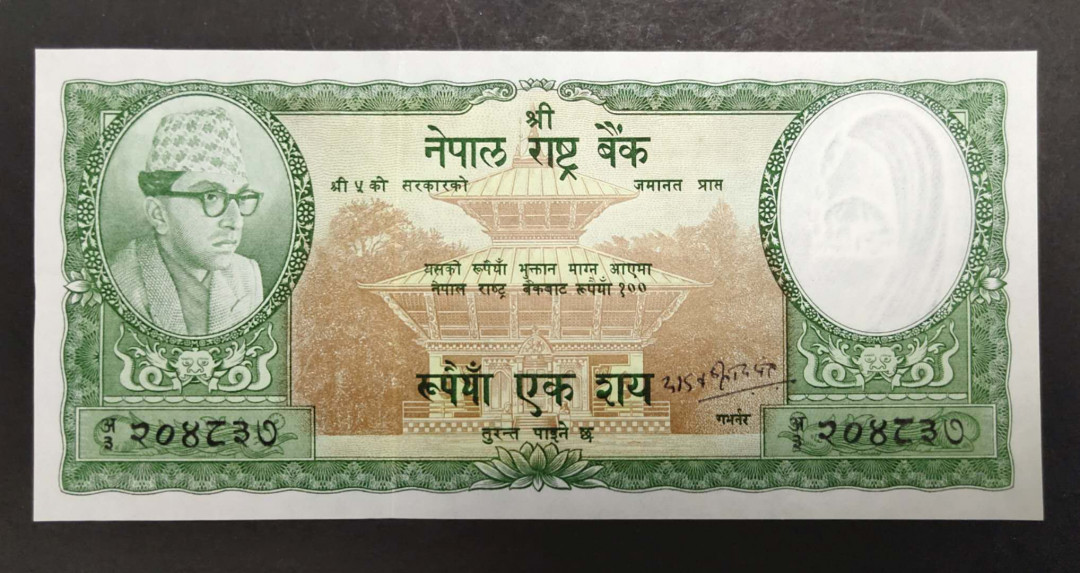 श्री
नेपाल राष्ट्र बैंक
श्री ५ को सरकारको जमानत प्राप्त
यसको रूपैयाँ भुक्तान माग्न आएमा
नेपाल राष्ट्र बैंकबाट रूपैयाँ १००
रूपैयाँ एक शय
गभर्नर
तुरन्त पाइने छ
अ/३ २०४८३७
अ/३ २०४८३७